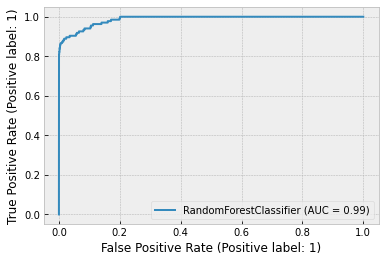 True Positive Rate (Positive label: 1)
1.0
0.8
0.6
0.4
0.2
0.0
RandomForestClassifier (AUC = 0.99)
0.0 0.2 0.4 0.6 0.8 1.0
False Positive Rate (Positive label: 1)